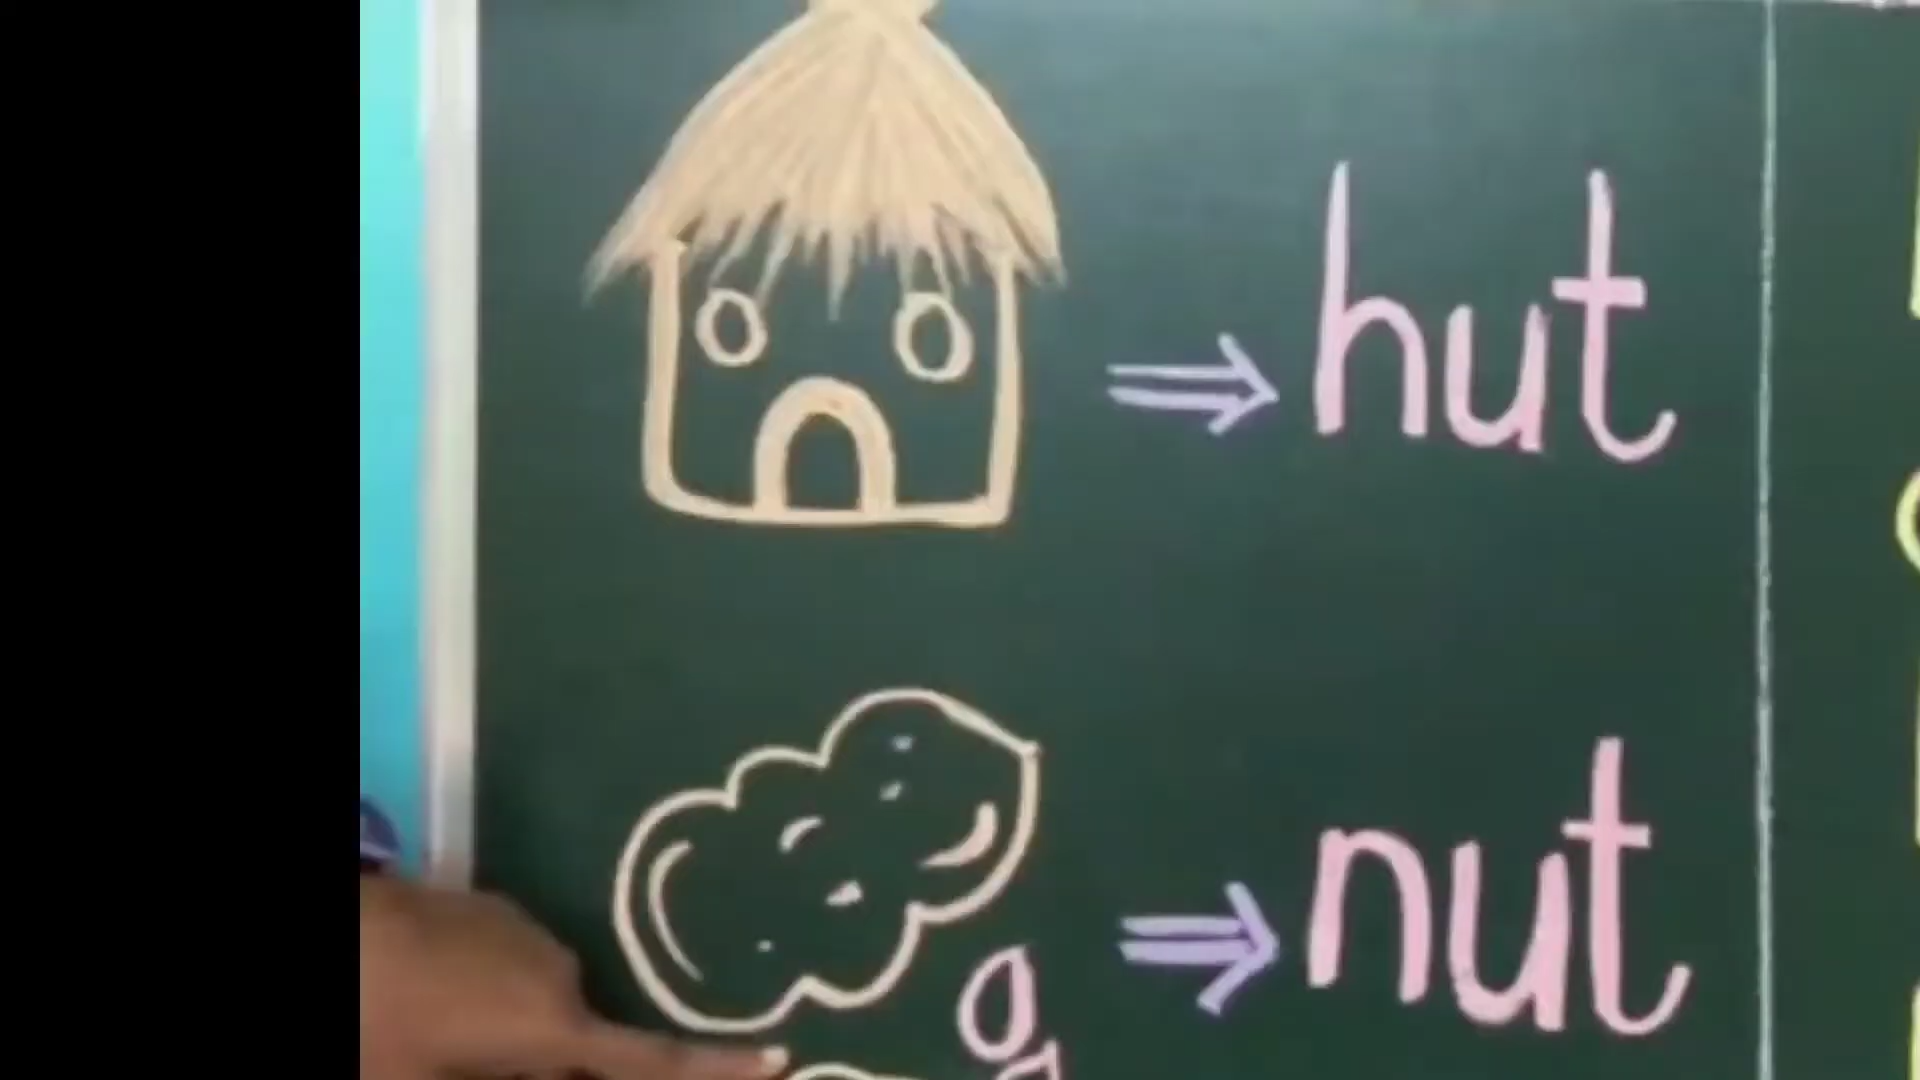 ⇒ hut
⇒ nut